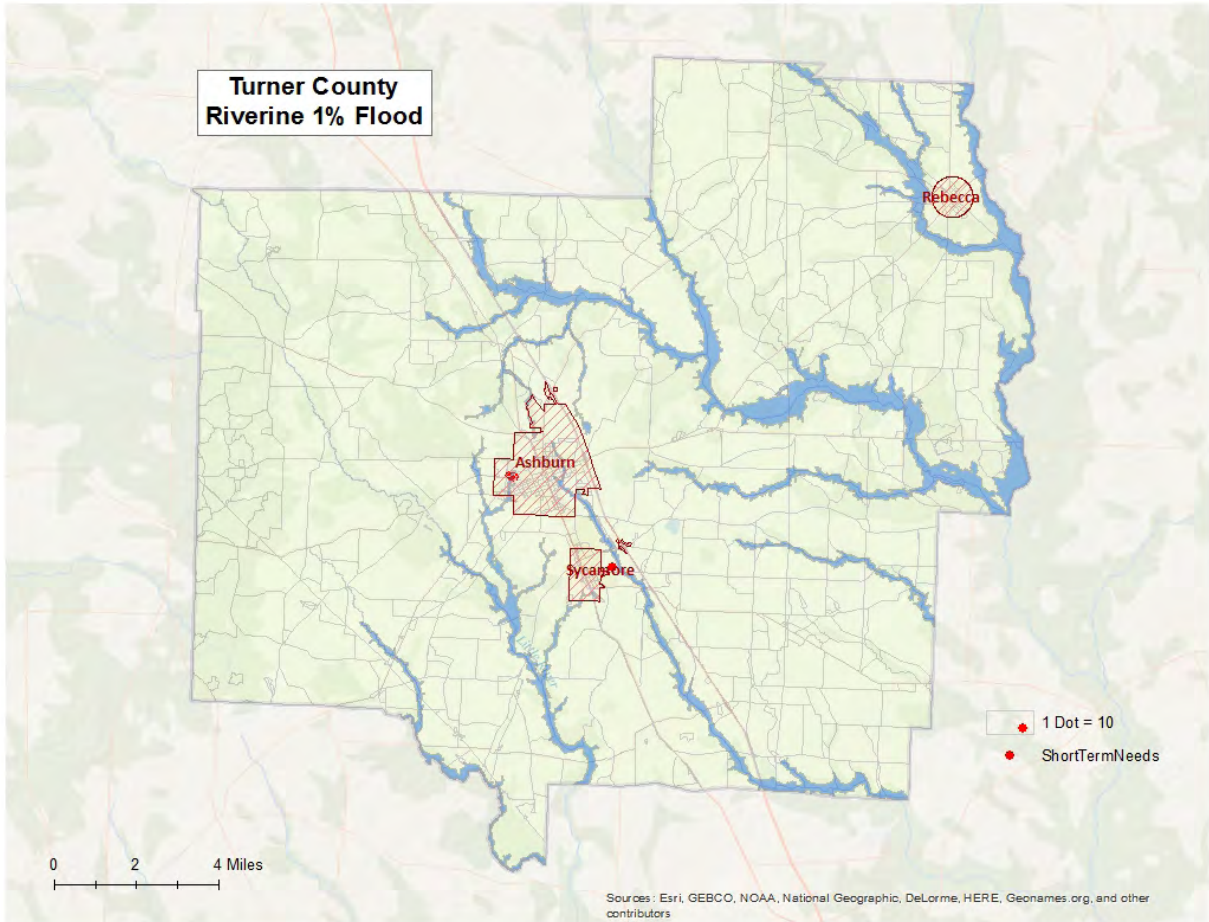 Turner County
Riverine 1% Flood
Rebecca
Ashburn
Sycamore
1 Dot = 10
ShortTermNeeds
0 2 4 Miles
Sources: Esri, GEBCO, NOAA, National Geographic, DeLorme, HERE, Geonames.org, and other
contributors